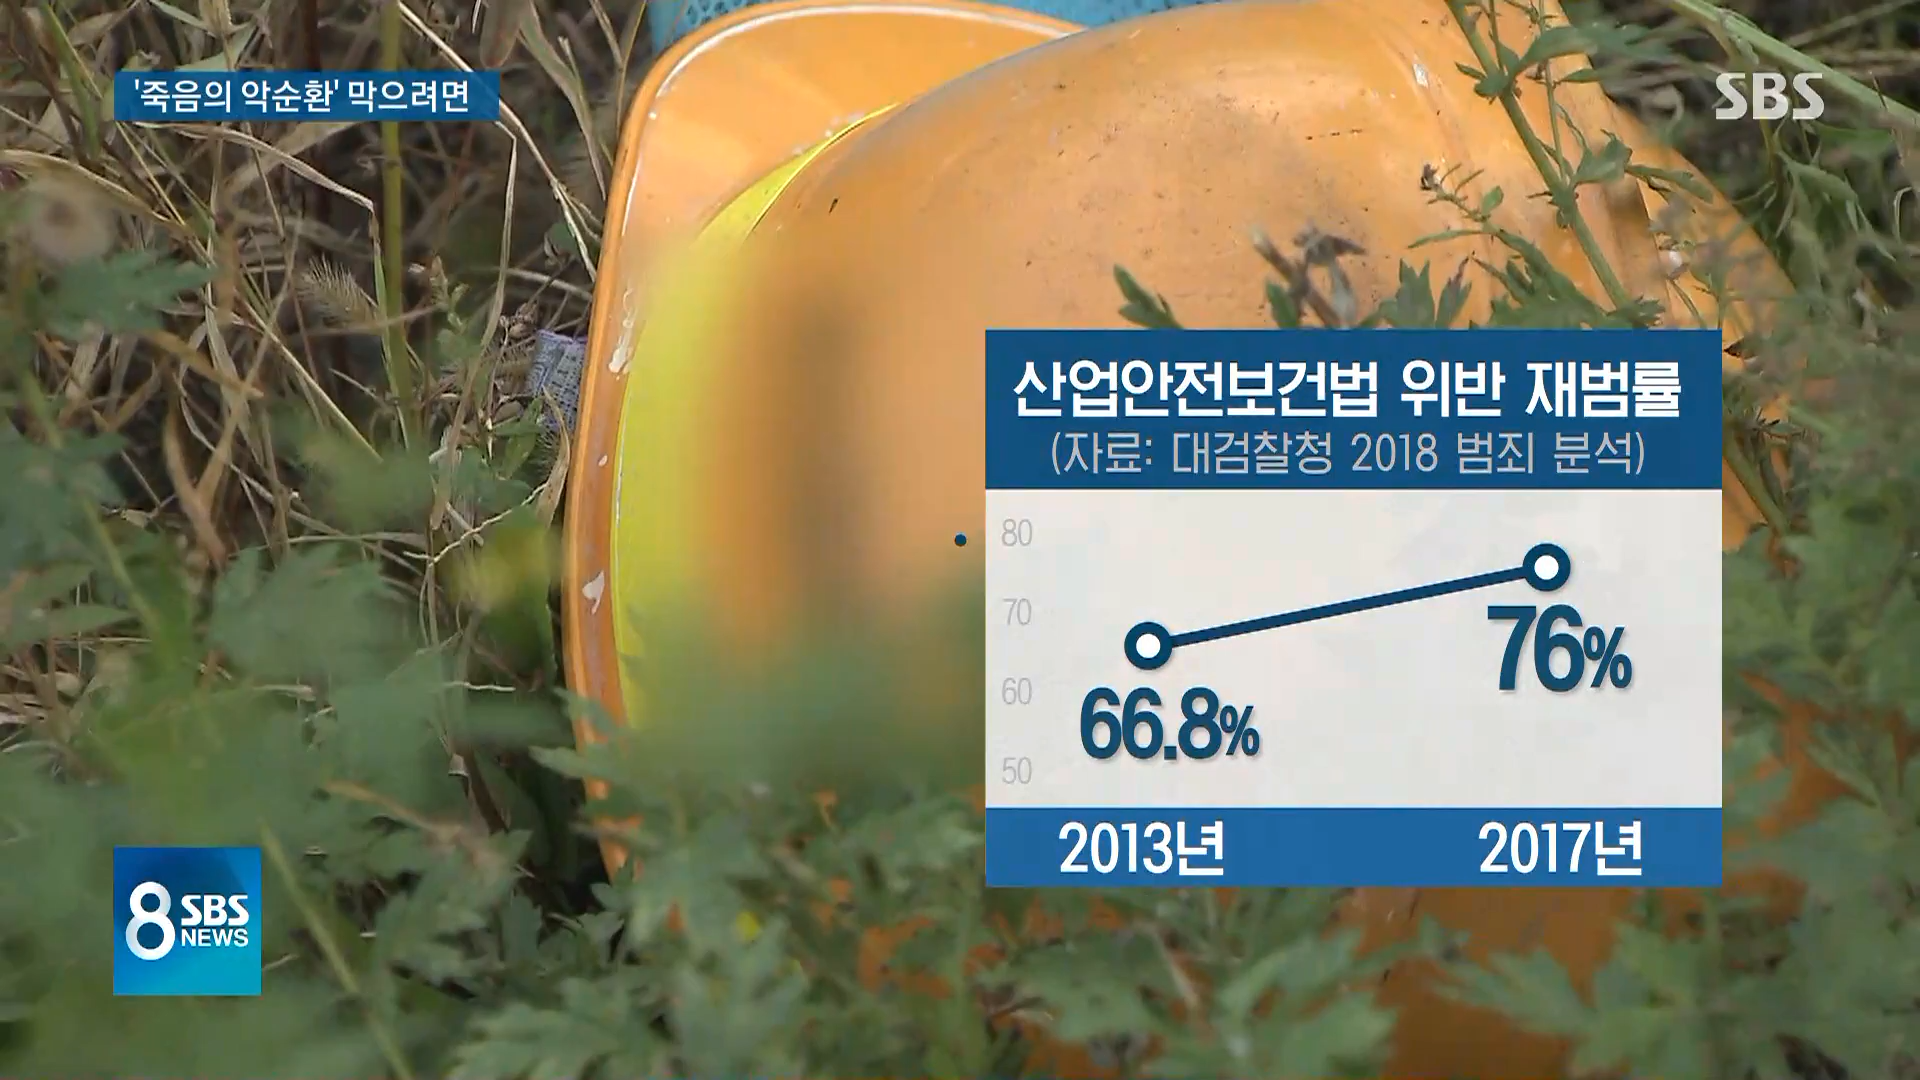 '죽음의 악순환' 막으려면
SBS
산업안전보건법 위반 재범률
(자료: 대검찰청 2018 범죄 분석)
80
70
60
50
66.8%
76%
2013년
2017년
8 SBS NEWS